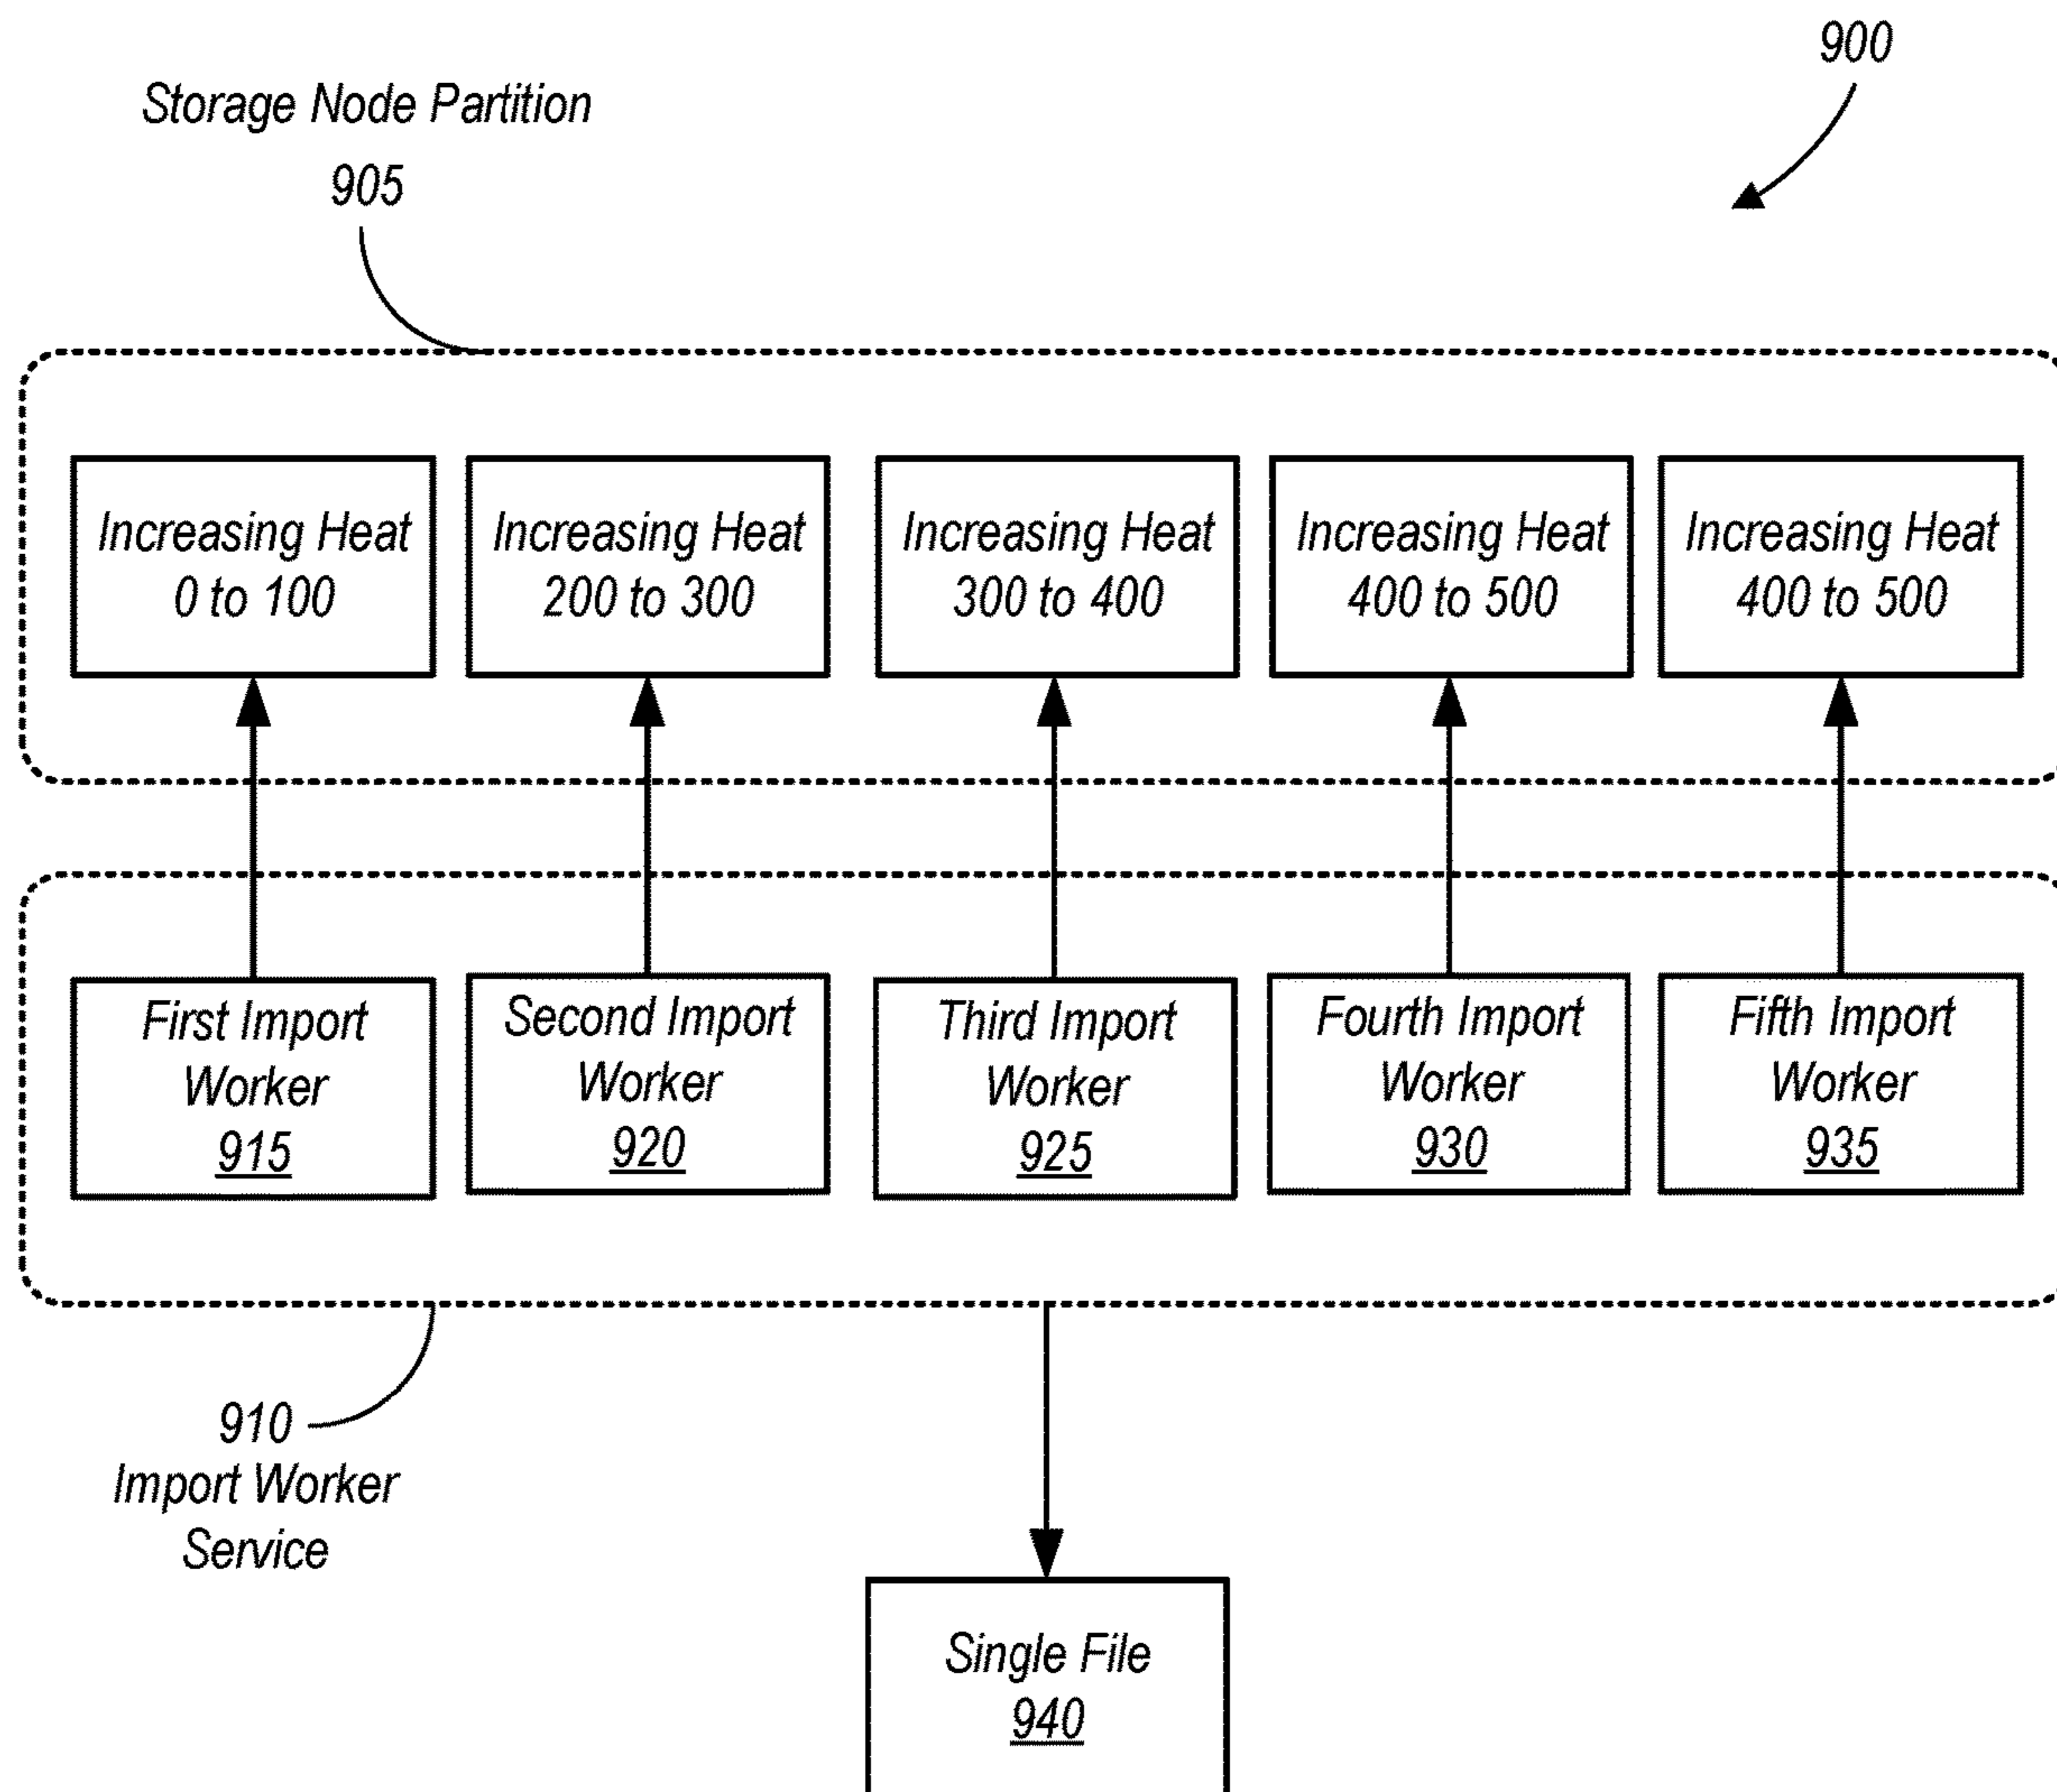 900
Storage Node Partition
905
Increasing Heat
0 to 100
Increasing Heat
200 to 300
Increasing Heat
300 to 400
Increasing Heat
400 to 500
Increasing Heat
400 to 500
First Import
Worker
915
Second Import
Worker
920
Third Import
Worker
925
Fourth Import
Worker
930
Fifth Import
Worker
935
910
Import Worker
Service
Single File
940